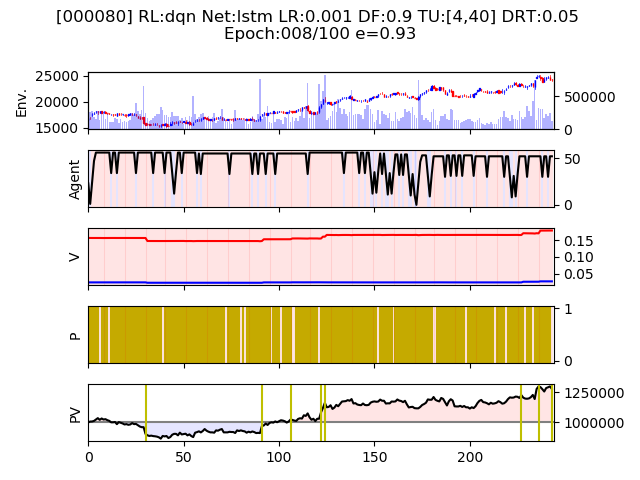 [000080] RL:dqn Net:lstm LR:0.001 DF:0.9 TU:[4,40] DRT:0.05
Epoch:008/100 e=0.93
Env.
25000
20000
15000
500000
0
Agent
50
0
V
0.15
0.10
0.05
P
1
0
PV
1250000
1000000
0 50 100 150 200